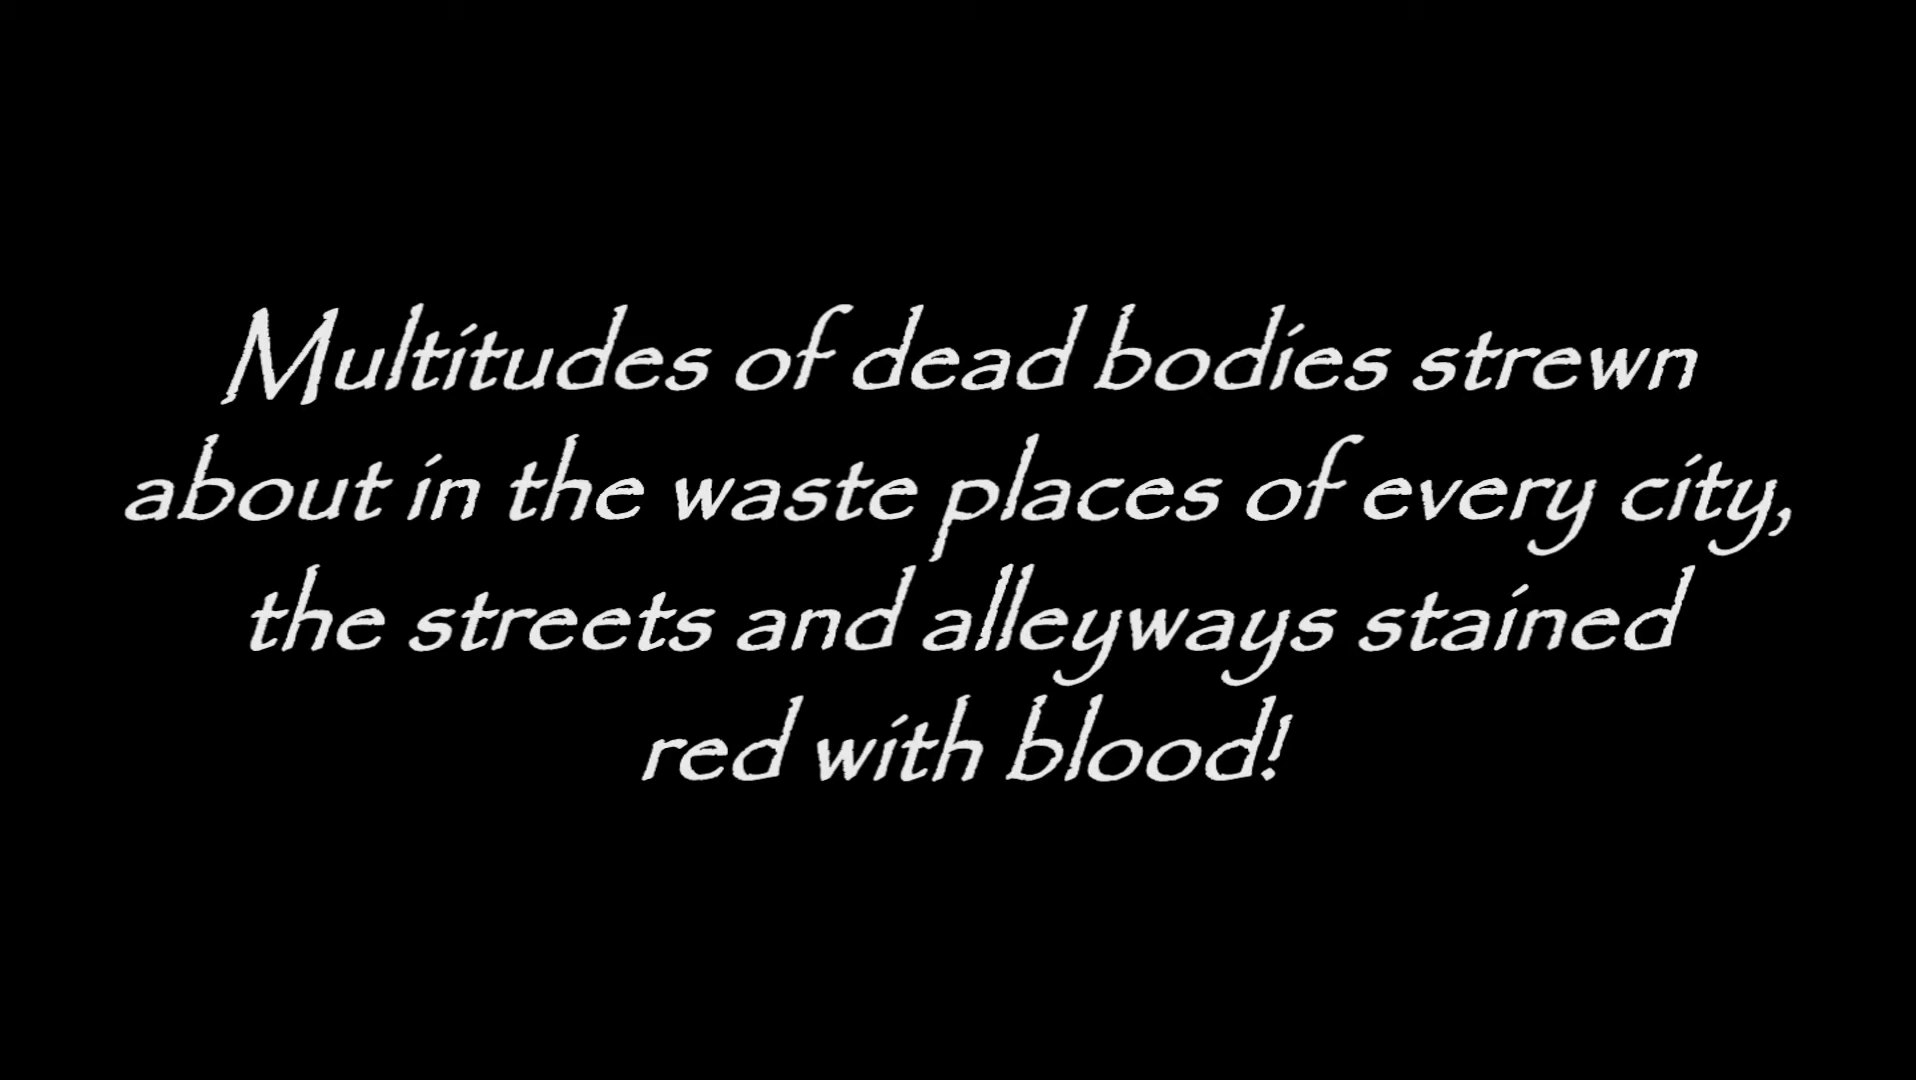 Multitudes of dead bodies strewn
about in the waste places of every city,
the streets and alleyways stained
red with blood!